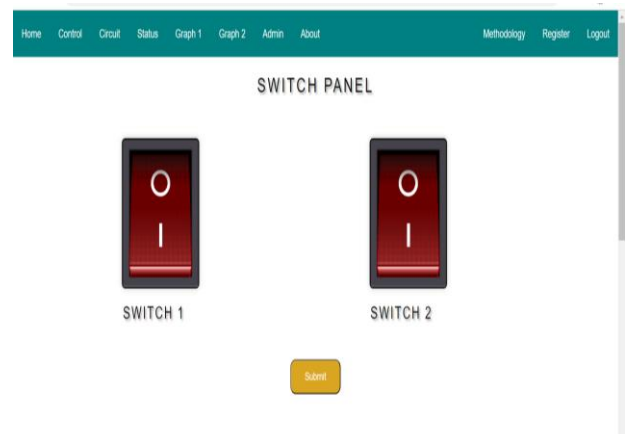 Home Control Circuit Status Graph 1 Graph 2 Admin About Methodology Register Logout
SWITCH PANEL
O O
I I
SWITCH 1 SWITCH 2
Submit